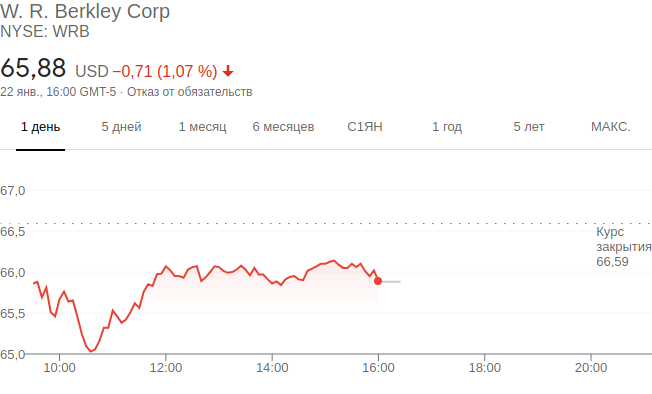 W. R. Berkley Corp
NYSE: WRB
65,88 USD −0,71 (1,07 %)
22 янв., 16:00 GMT-5 · Отказ от обязательств
1 день 5 дней 1 месяц 6 месяцев С1ЯН 1 год 5 лет МАКС.
67,0
66,5
Курс
закрытия
66,59
66,0
65,5
65,0
10:00 12:00 14:00 16:00 18:00 20:00